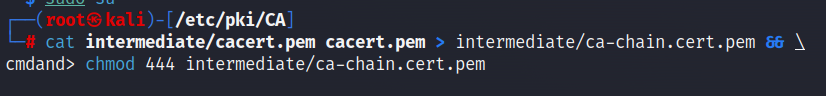 ┌──(root㉿kali)-[/etc/pki/CA]
└─# cat intermediate/cacert.pem cacert.pem > intermediate/ca-chain.cert.pem && \
cmdand> chmod 444 intermediate/ca-chain.cert.pem